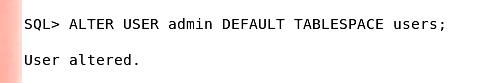 SQL> ALTER USER admin DEFAULT TABLESPACE users;
User altered.